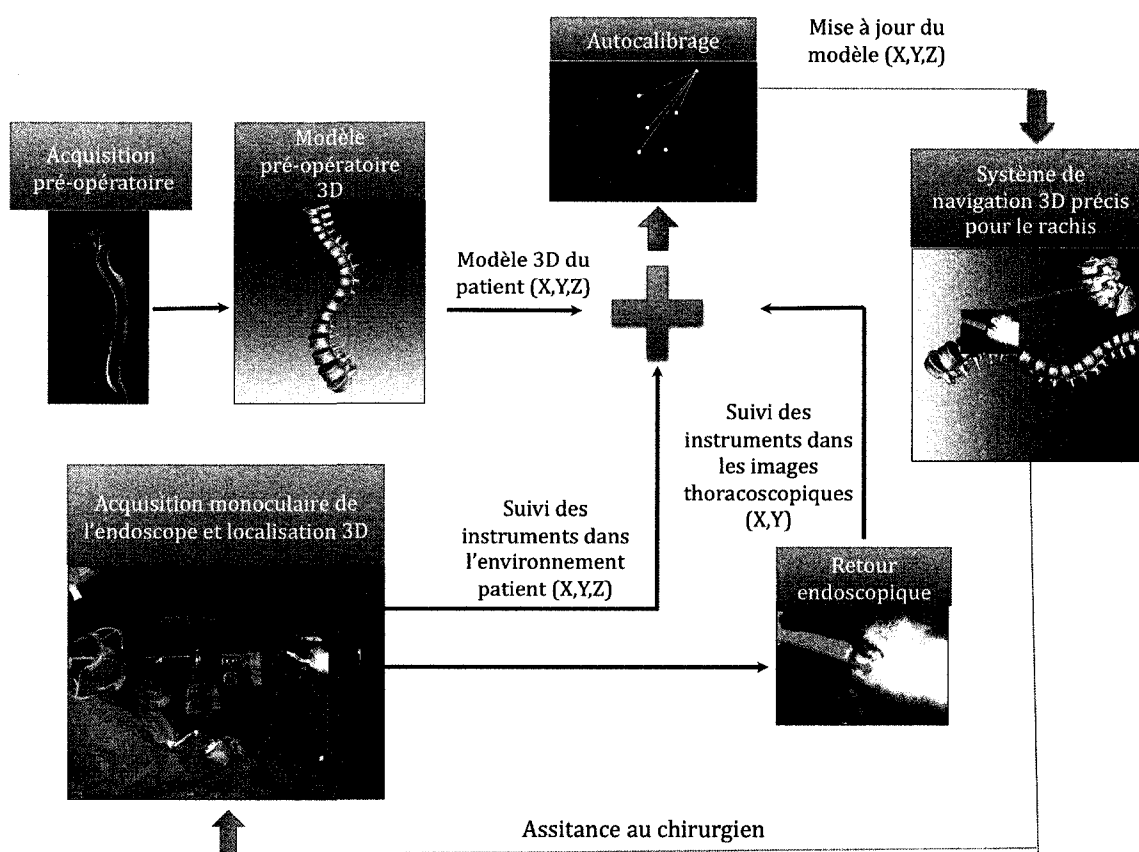 Autocalibrage
Mise à jour du
modèle (X,Y,Z)
Acquisition
pré-opératoire
Modèle
pré-opératoire
3D
Système de
navigation 3D précis
pour le rachis
Modèle 3D du
patient (X,Y,Z)
Suivi des
instruments dans
les images
thoracoscopiques
(X,Y)
Acquisition monoculaire de
l'endoscope et localisation 3D
Suivi des
instruments dans
l'environnement
patient (X,Y,Z)
Retour
endoscopique
Assitance au chirurgien